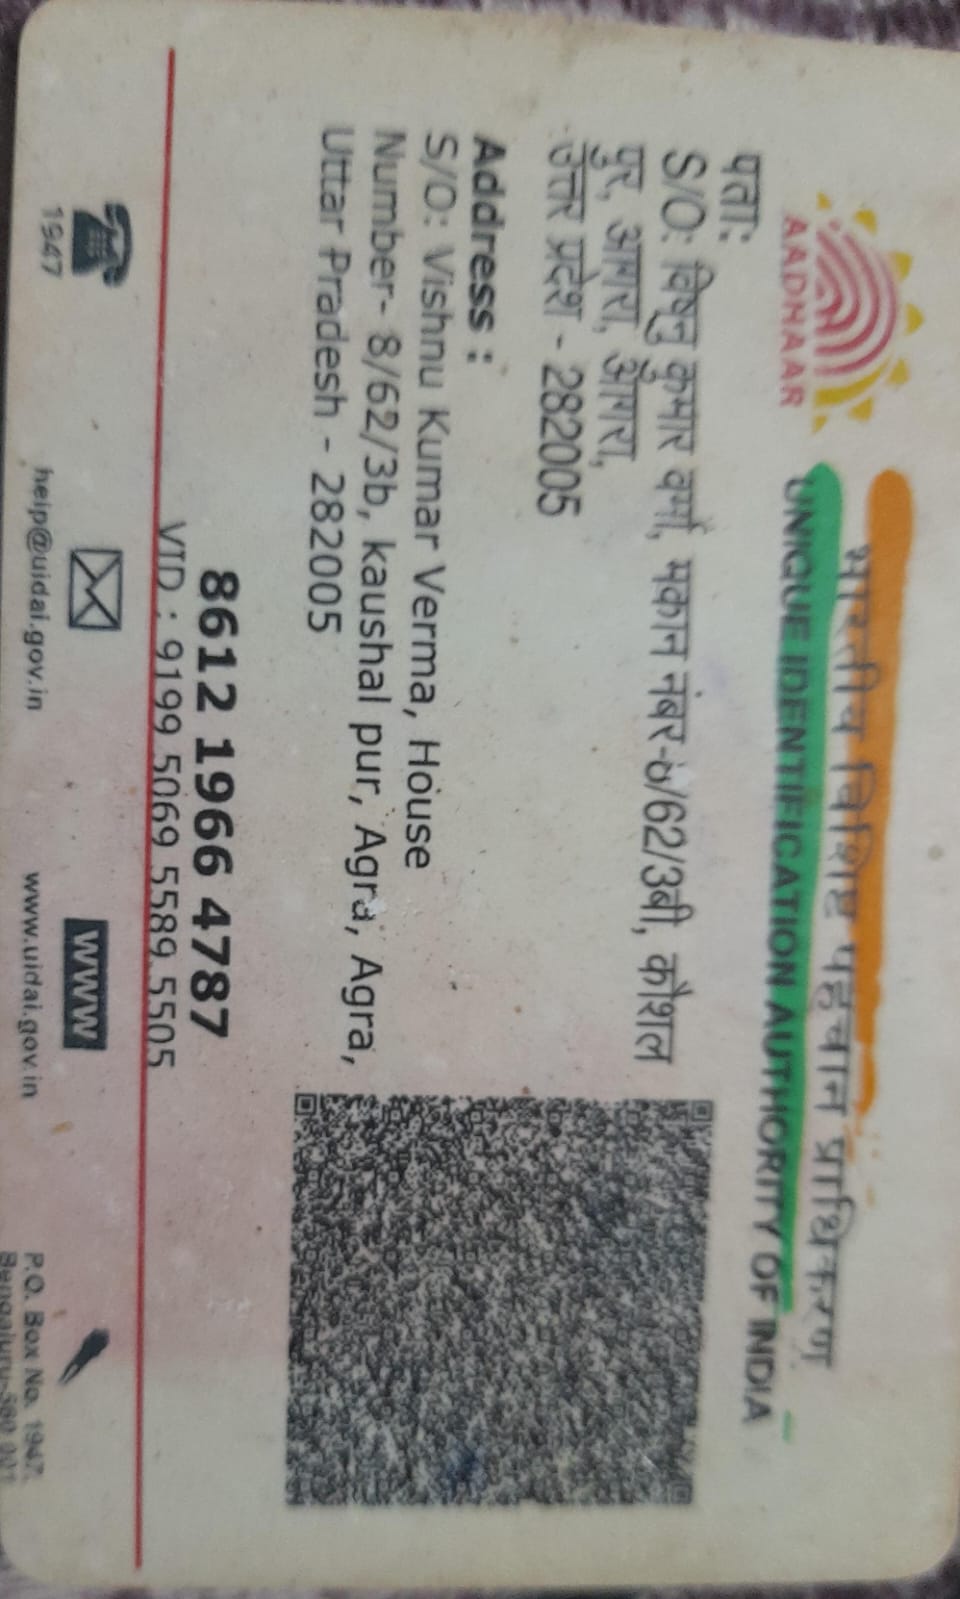 भारतीय विशिष्ट पहचान प्राधिकरण
UNIQUE IDENTIFICATION AUTHORITY OF INDIA
AADHAAR
पता:
S/O: विष्नु कुमार वर्मा, मकान नंबर-8/62/3बी, कौशल
पुर, आगरा, आगरा,
उत्तर प्रदेश - 282005
Address :
S/O: Vishnu Kumar Verma, House
Number- 8/62/3b, kaushal pur, Agra, Agra,
Uttar Pradesh - 282005
8612 1966 4787
VID : 9199 5069 5589 5505
1947
help@uidai.gov.in
www
www.uidai.gov.in
P.O. Box No. 1947,